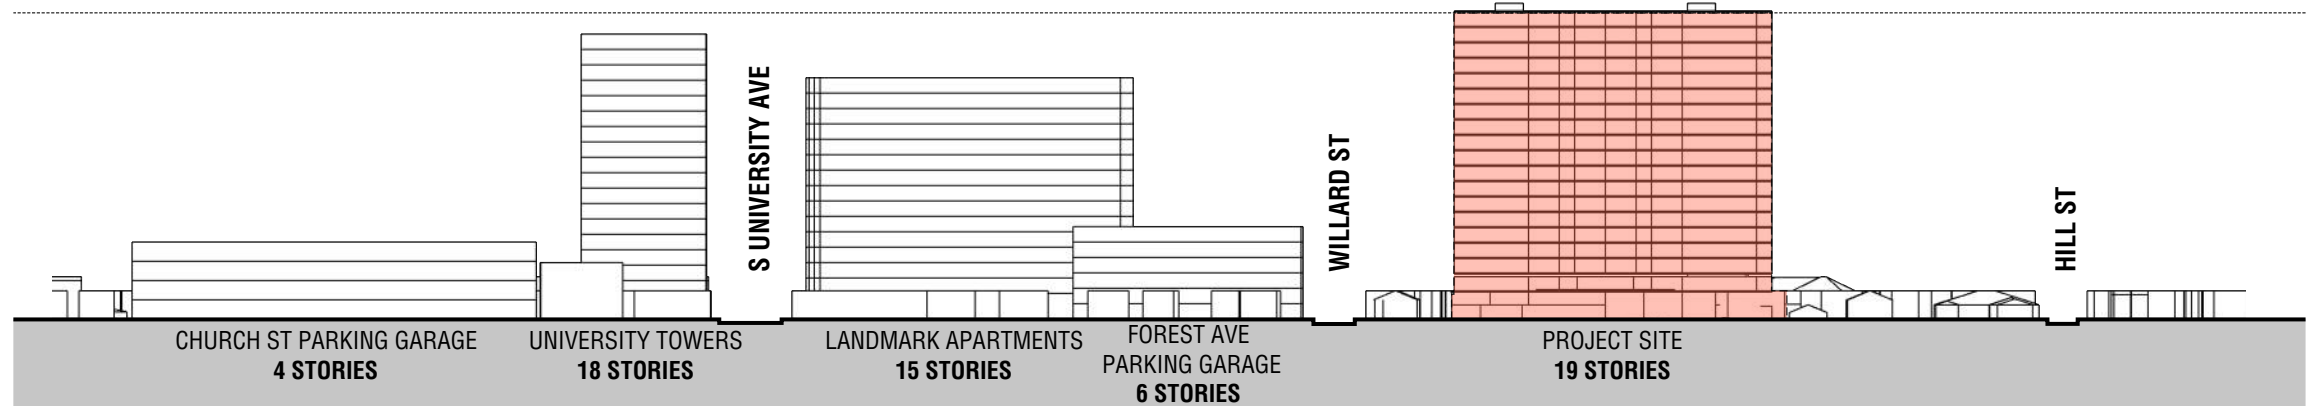 S UNIVERSITY AVE
WILLARD ST
HILL ST
CHURCH ST PARKING GARAGE
4 STORIES
UNIVERSITY TOWERS
18 STORIES
LANDMARK APARTMENTS
15 STORIES
FOREST AVE
PARKING GARAGE
6 STORIES
PROJECT SITE
19 STORIES